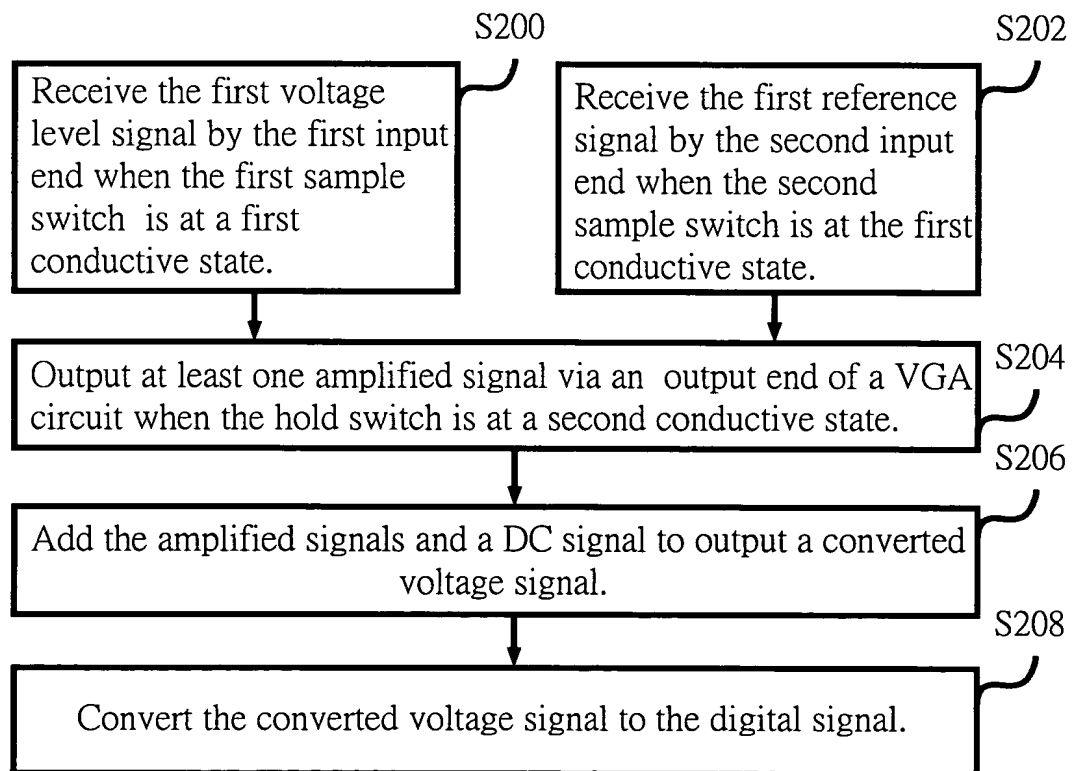 S200
Receive the first voltage
level signal by the first input
end when the first sample
switch is at a first
conductive state.
S202
Receive the first reference
signal by the second input
end when the second
sample switch is at the first
conductive state.
S204
Output at least one amplified signal via an output end of a VGA
circuit when the hold switch is at a second conductive state.
S206
Add the amplified signals and a DC signal to output a converted
voltage signal.
S208
Convert the converted voltage signal to the digital signal.